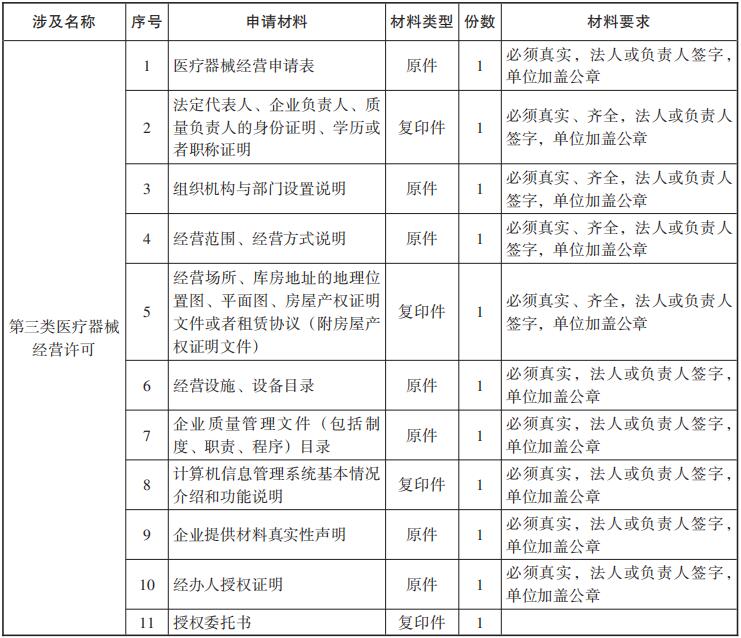 涉及名称 序号 申请材料 材料类型 份数 材料要求
第三类医疗器械
经营许可
1 医疗器械经营申请表 原件 1 必须真实，法人或负责人签字，
单位加盖公章
2 法定代表人、企业负责人、质
量负责人的身份证明、学历或
者职称证明 复印件 1 必须真实、齐全，法人或负责人
签字，单位加盖公章
3 组织机构与部门设置说明 原件 1 必须真实、齐全，法人或负责人
签字，单位加盖公章
4 经营范围、经营方式说明 原件 1 必须真实、齐全，法人或负责人
签字，单位加盖公章
5 经营场所、库房地址的地理位
置图、平面图、房屋产权证明
文件或者租赁协议（附房屋产
权证明文件） 复印件 1 必须真实、齐全，法人或负责人
签字，单位加盖公章
6 经营设施、设备目录 原件 1 必须真实，法人或负责人签字，
单位加盖公章
7 企业质量管理文件（包括制
度、职责、程序）目录 原件 1 必须真实，法人或负责人签字，
单位加盖公章
8 计算机信息管理系统基本情况
介绍和功能说明 复印件 1 必须真实，法人或负责人签字，
单位加盖公章
9 企业提供材料真实性声明 原件 1 必须真实，法人或负责人签字，
单位加盖公章
10 经办人授权证明 原件 1 必须真实，法人或负责人签字，
单位加盖公章
11 授权委托书 复印件 1